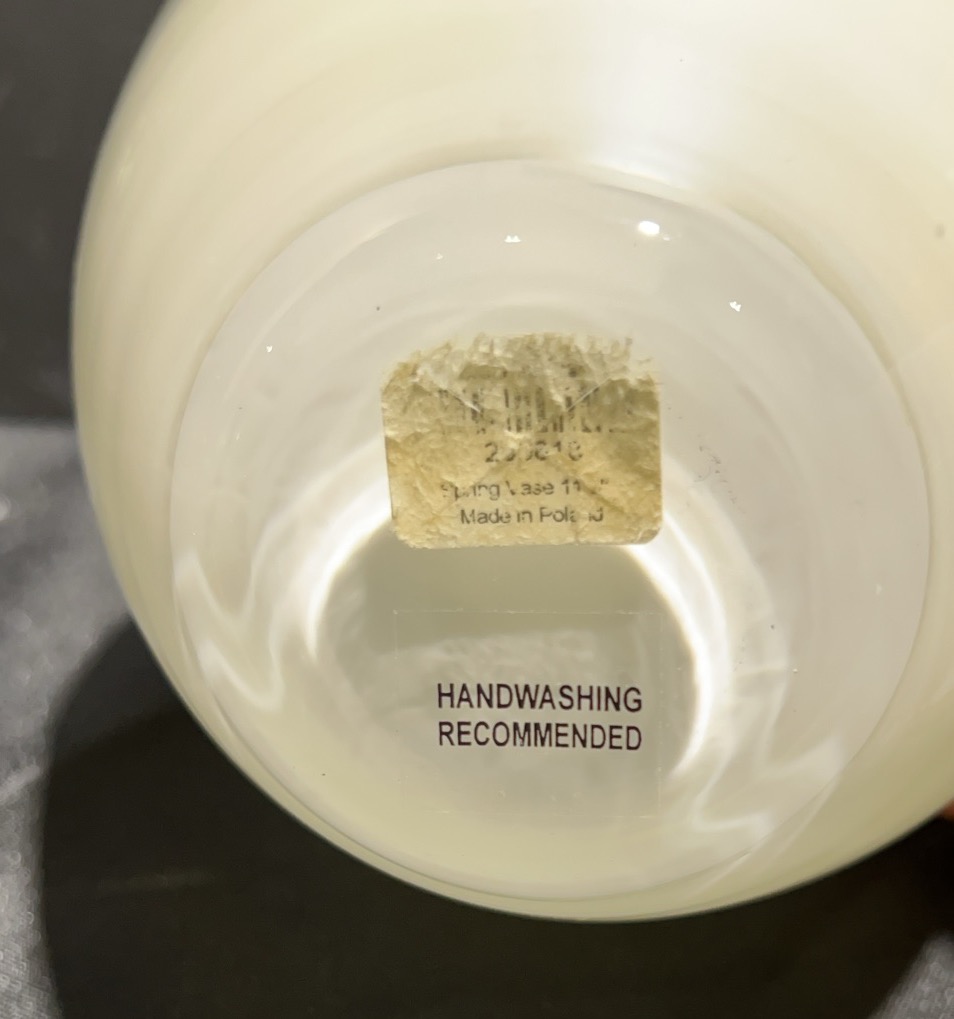 Spring Vase
Made in Poland
HANDWASHING
RECOMMENDED